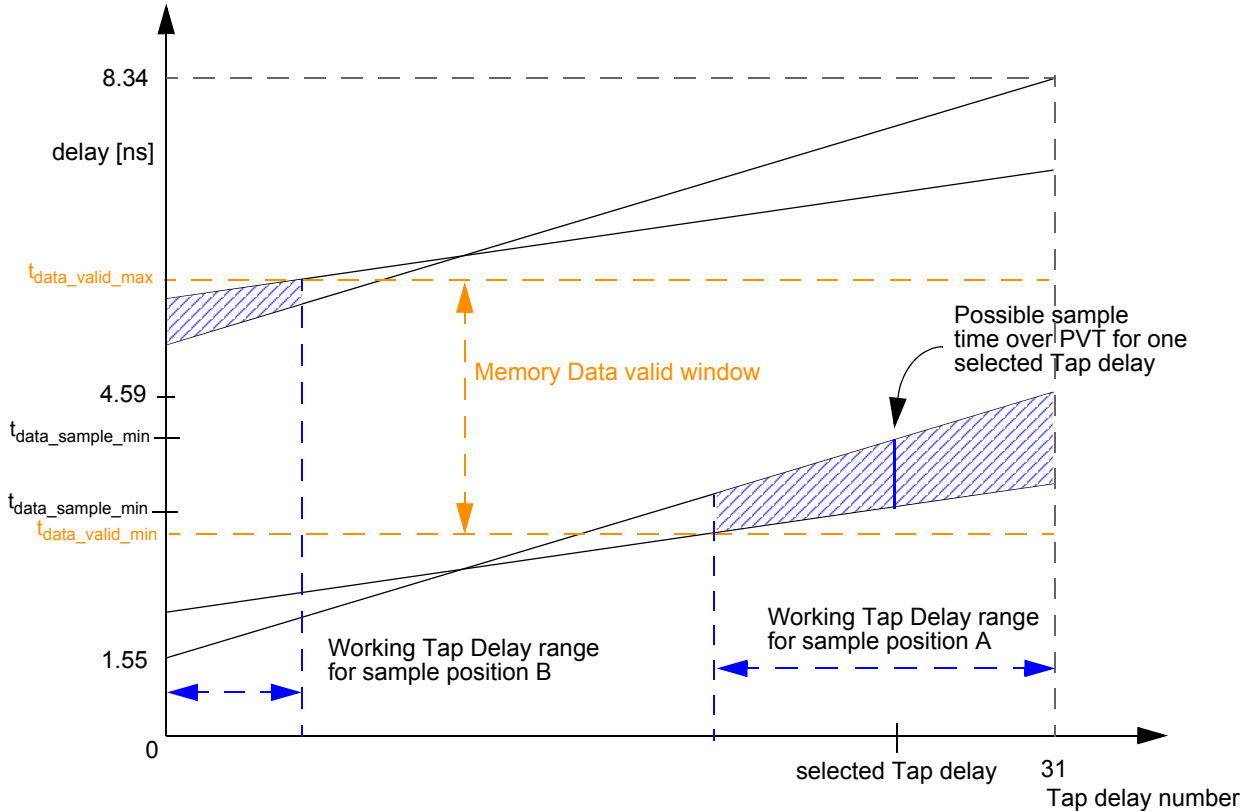 8.34
delay [ns]
tdata_valid_max
Possible sample
time over PVT for one
selected Tap delay
Memory Data valid window
4.59
tdata_sample_min
tdata_sample_min
tdata_valid_min
Working Tap Delay range
for sample position A
Working Tap Delay range
for sample position B
1.55
0
selected Tap delay
31
Tap delay number